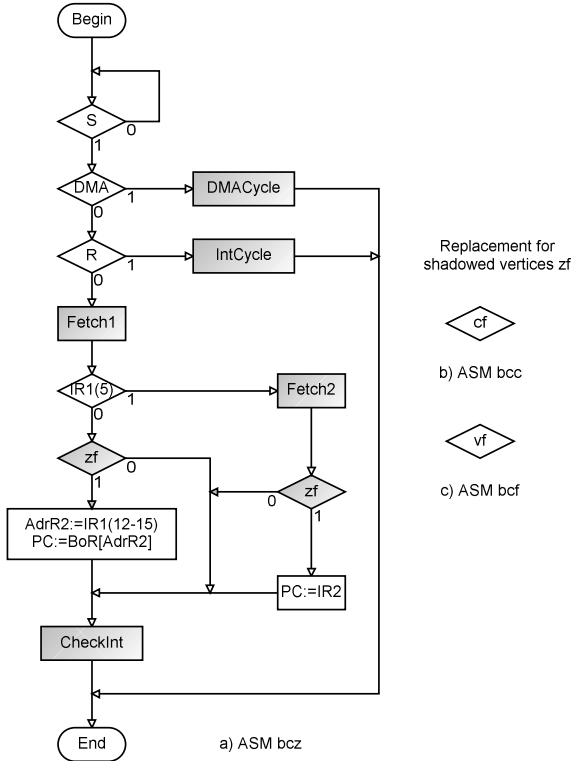 Begin
S
0
1
DMA
1
0
DMACycle
R
1
0
IntCycle
Replacement for
shadowed vertices zf
Fetch1
cf
b) ASM bcc
IR1(5)
1
0
Fetch2
vf
c) ASM bcf
zf
0
1
zf
0
1
AdrR2:=IR1(12-15)
PC:=BoR[AdrR2]
PC:=IR2
CheckInt
End
a) ASM bcz